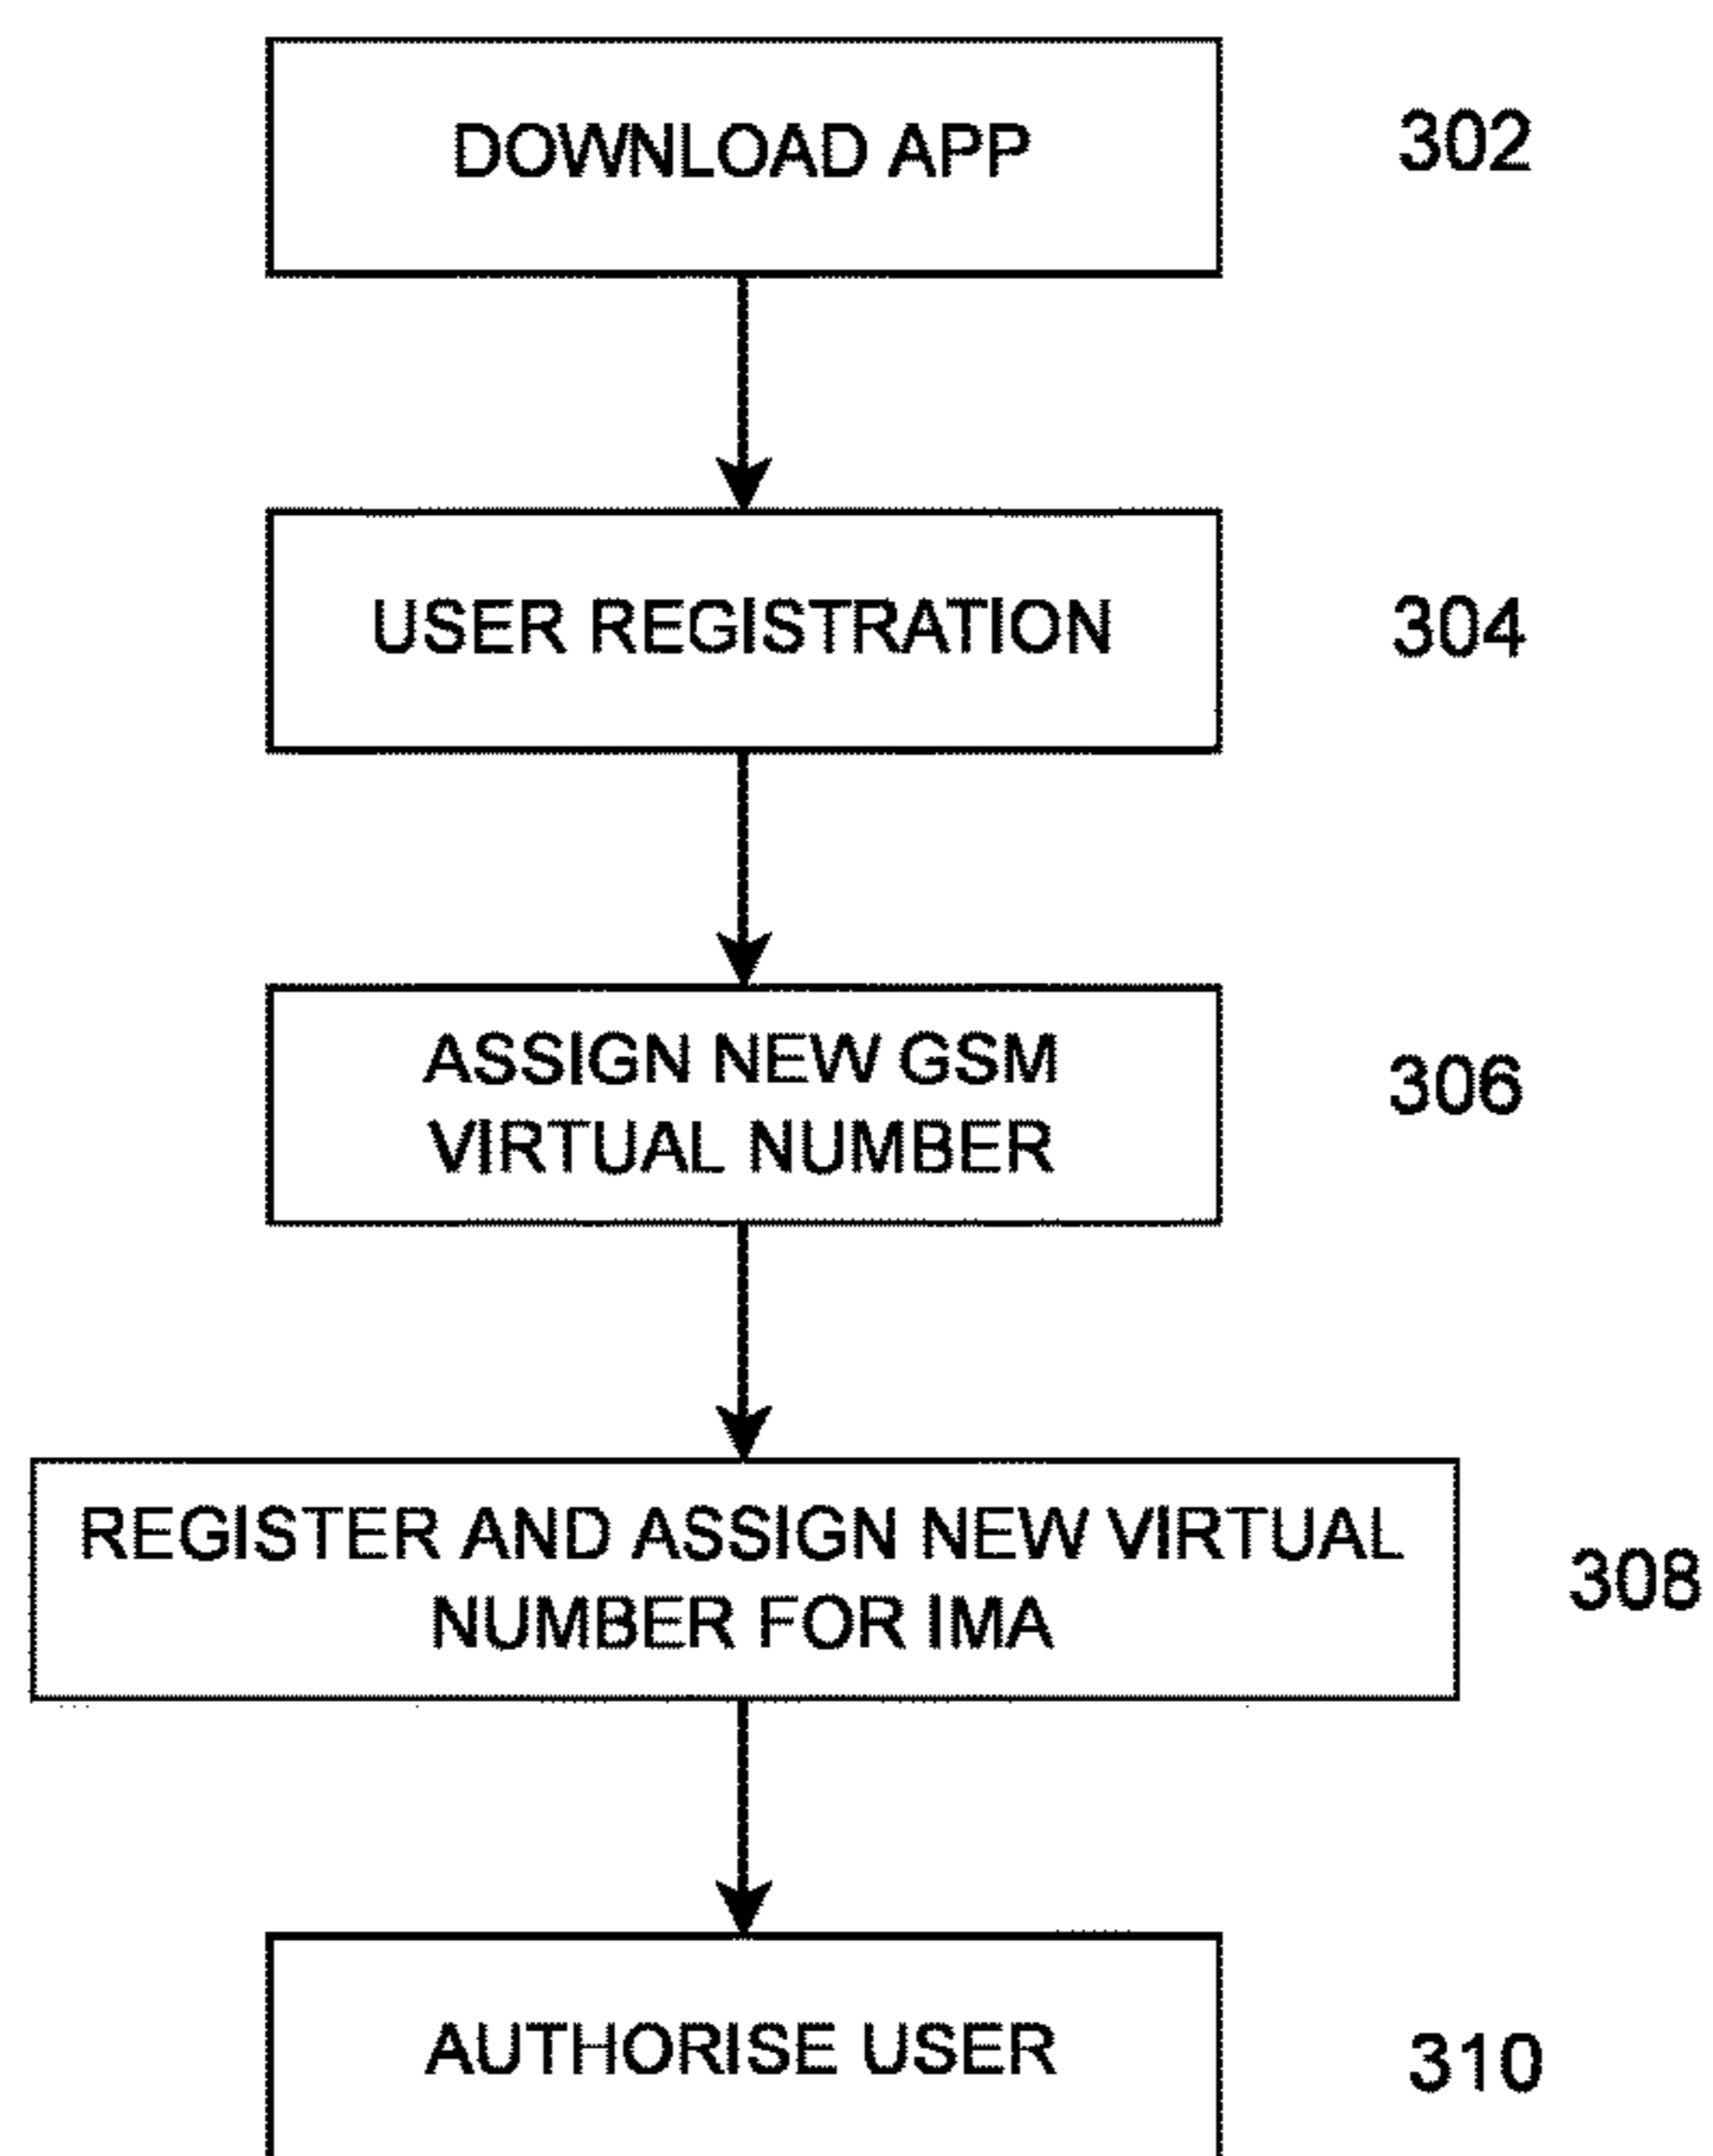 DOWNLOAD APP
302
USER REGISTRATION
304
ASSIGN NEW GSM
VIRTUAL NUMBER
306
REGISTER AND ASSIGN NEW VIRTUAL
NUMBER FOR IMA
308
AUTHORISE USER
310